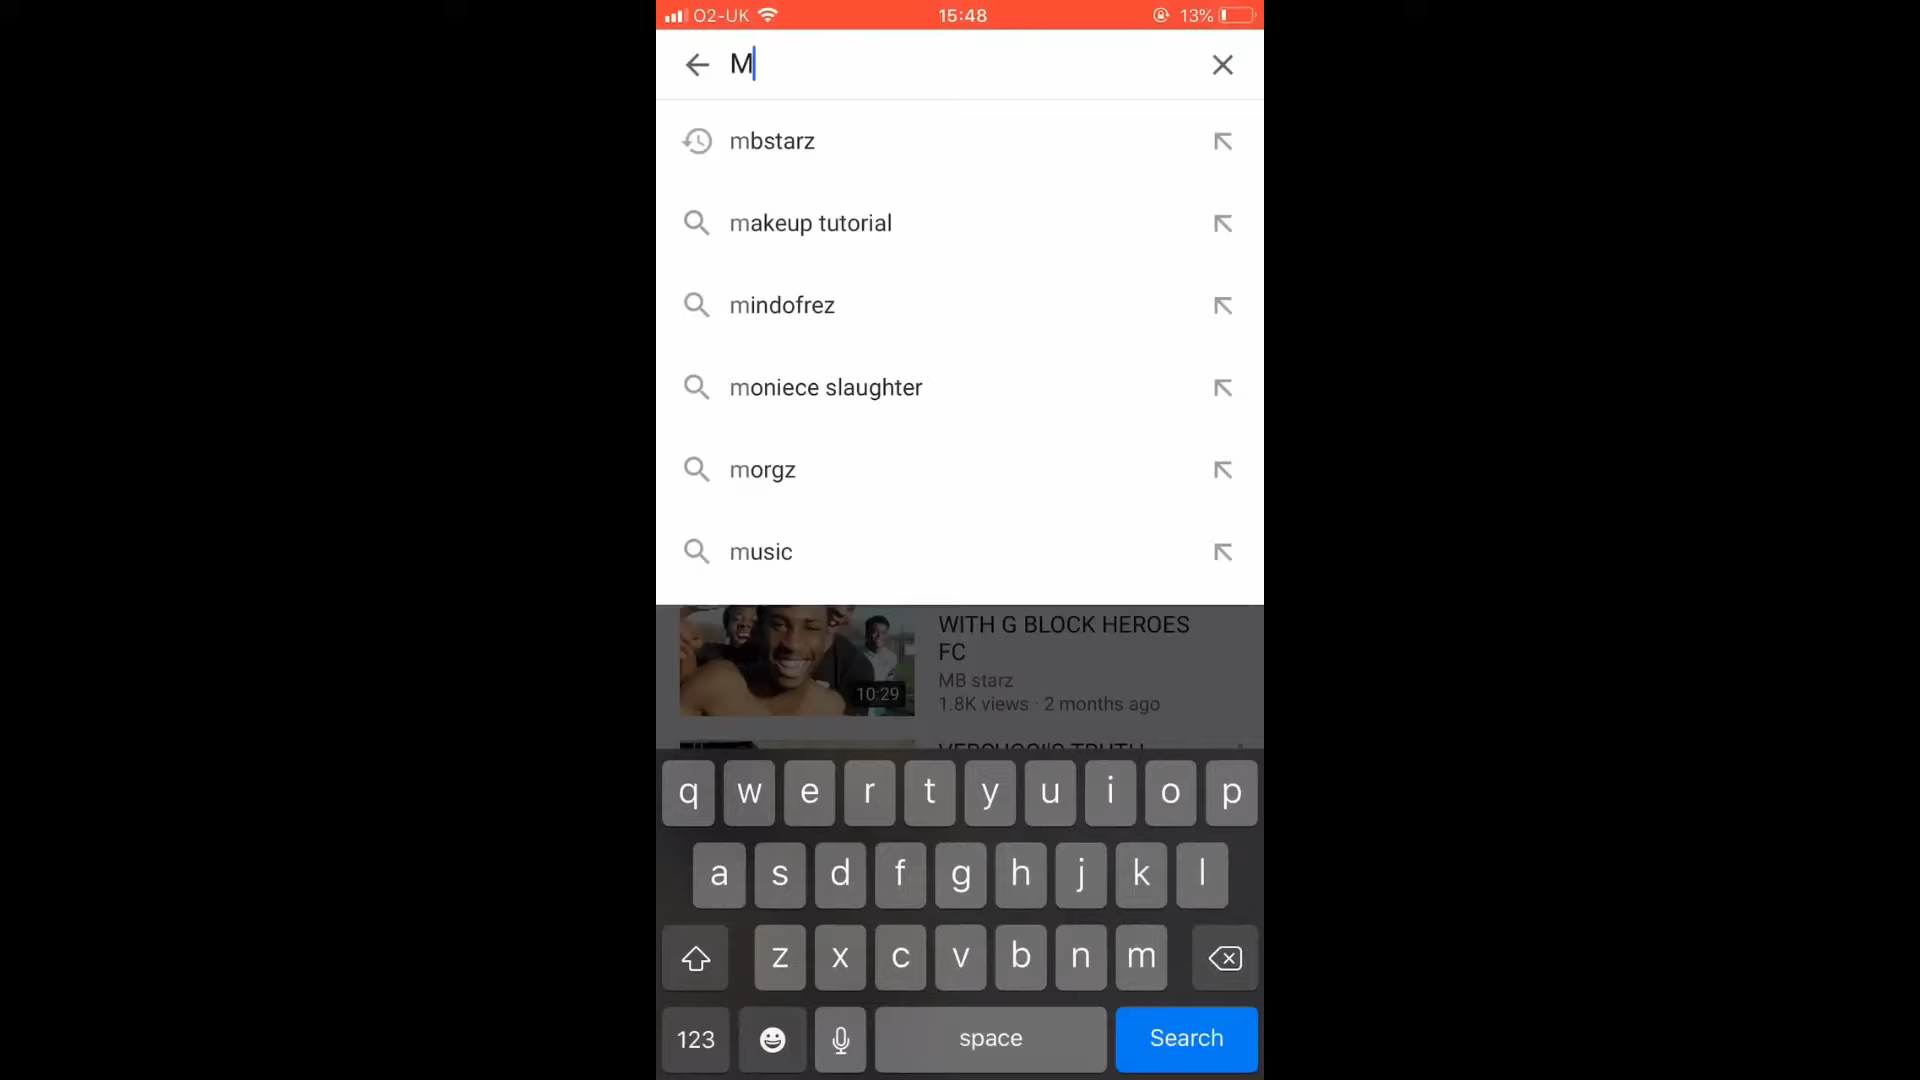 O2-UK 15:48 13%
M
mbstarz
makeup tutorial
mindofrez
moniece slaughter
morgz
music
WITH G BLOCK HEROES
FC
MB starz
1.8K views · 2 months ago
10:29
q w e r t y u i o p
a s d f g h j k l
z x c v b n m
123 space Search